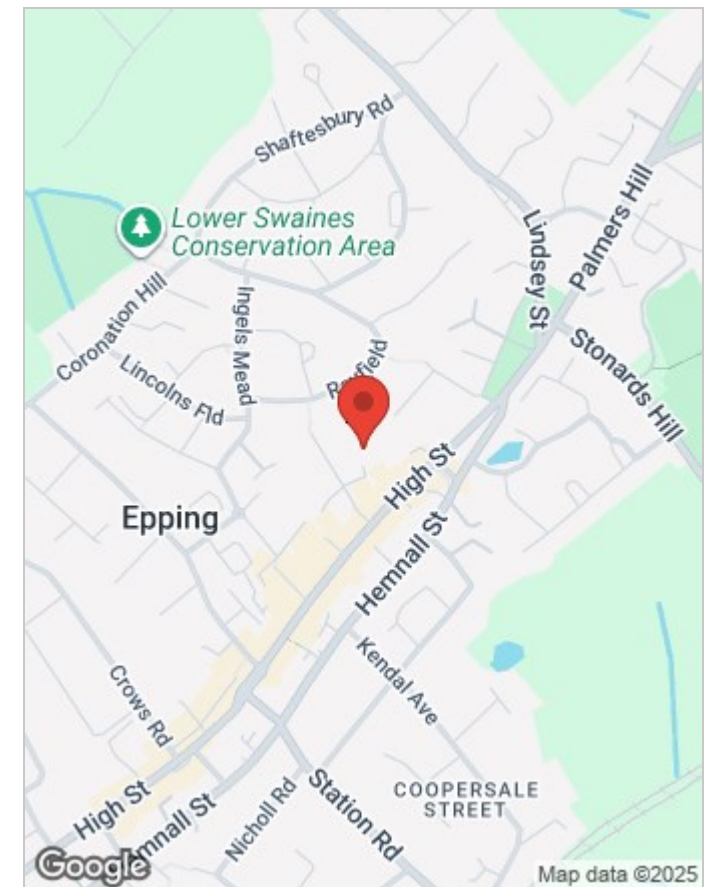 Shaftesbury Rd
Lower Swaines
Conservation Area
Palmers Hill
Lindsey St
Coronation Hill
Ingels Mead
Lincolns Fld
Stonards Hill
High St
Epping
Hemnall St
Kendal Ave
Crows Rd
COOPERSALE
STREET
High St
Nicholl Rd
Station Rd
Google
Map data ©2025